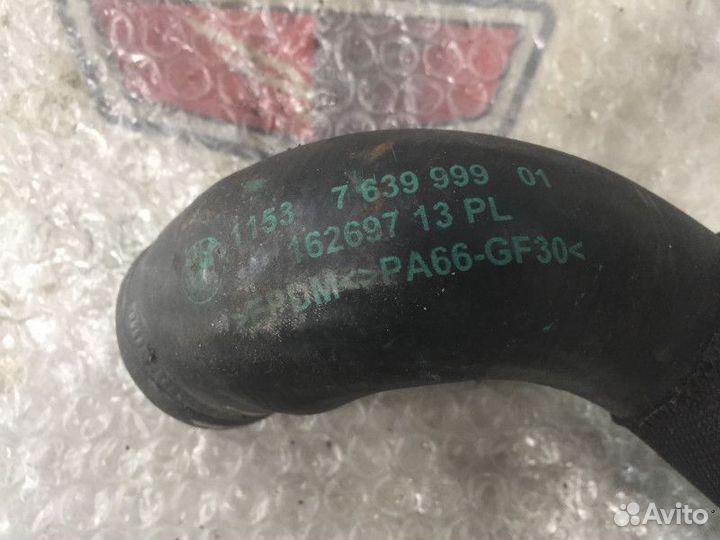 1153 7 639 999 01
162697 13 PL
>EPDM<>PA66-GF30<
Avito